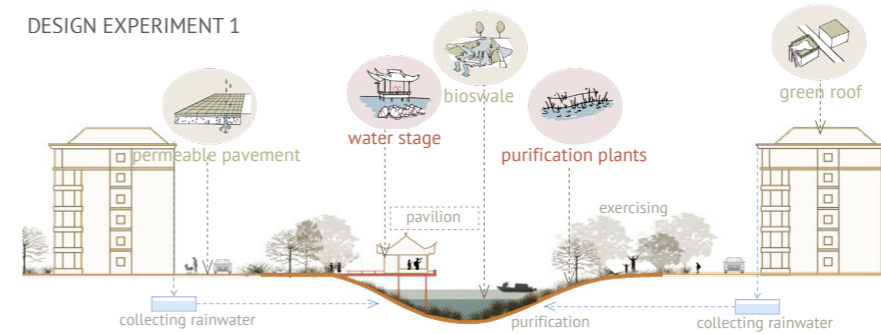 DESIGN EXPERIMENT 1
bioswale
green roof
water stage
permeable pavement
purification plants
exercising
pavilion
collecting rainwater
purification
collecting rainwater